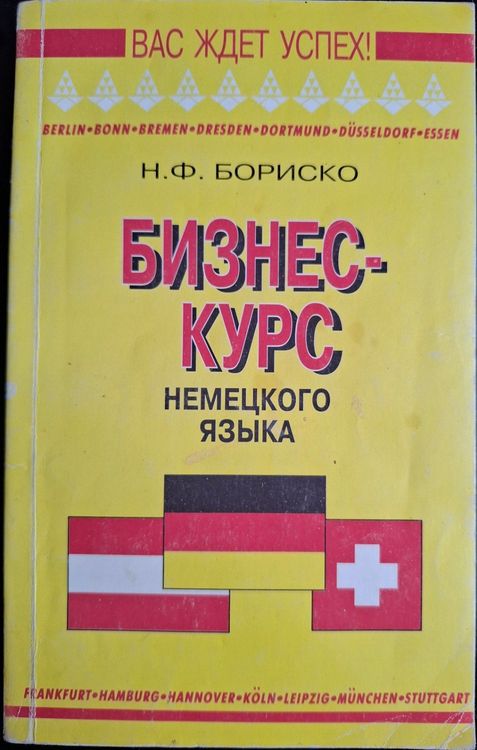 ВАС ЖДЕТ УСПЕХ!
BERLIN•BONN•BREMEN•DRESDEN•DORTMUND•DÜSSELDORF•ESSEN
Н.Ф. БОРИСКО
БИЗНЕС-
КУРС
НЕМЕЦКОГО
ЯЗЫКА
FRANKFURT•HAMBURG•HANNOVER•KÖLN•LEIPZIG•MÜNCHEN•STUTTGART